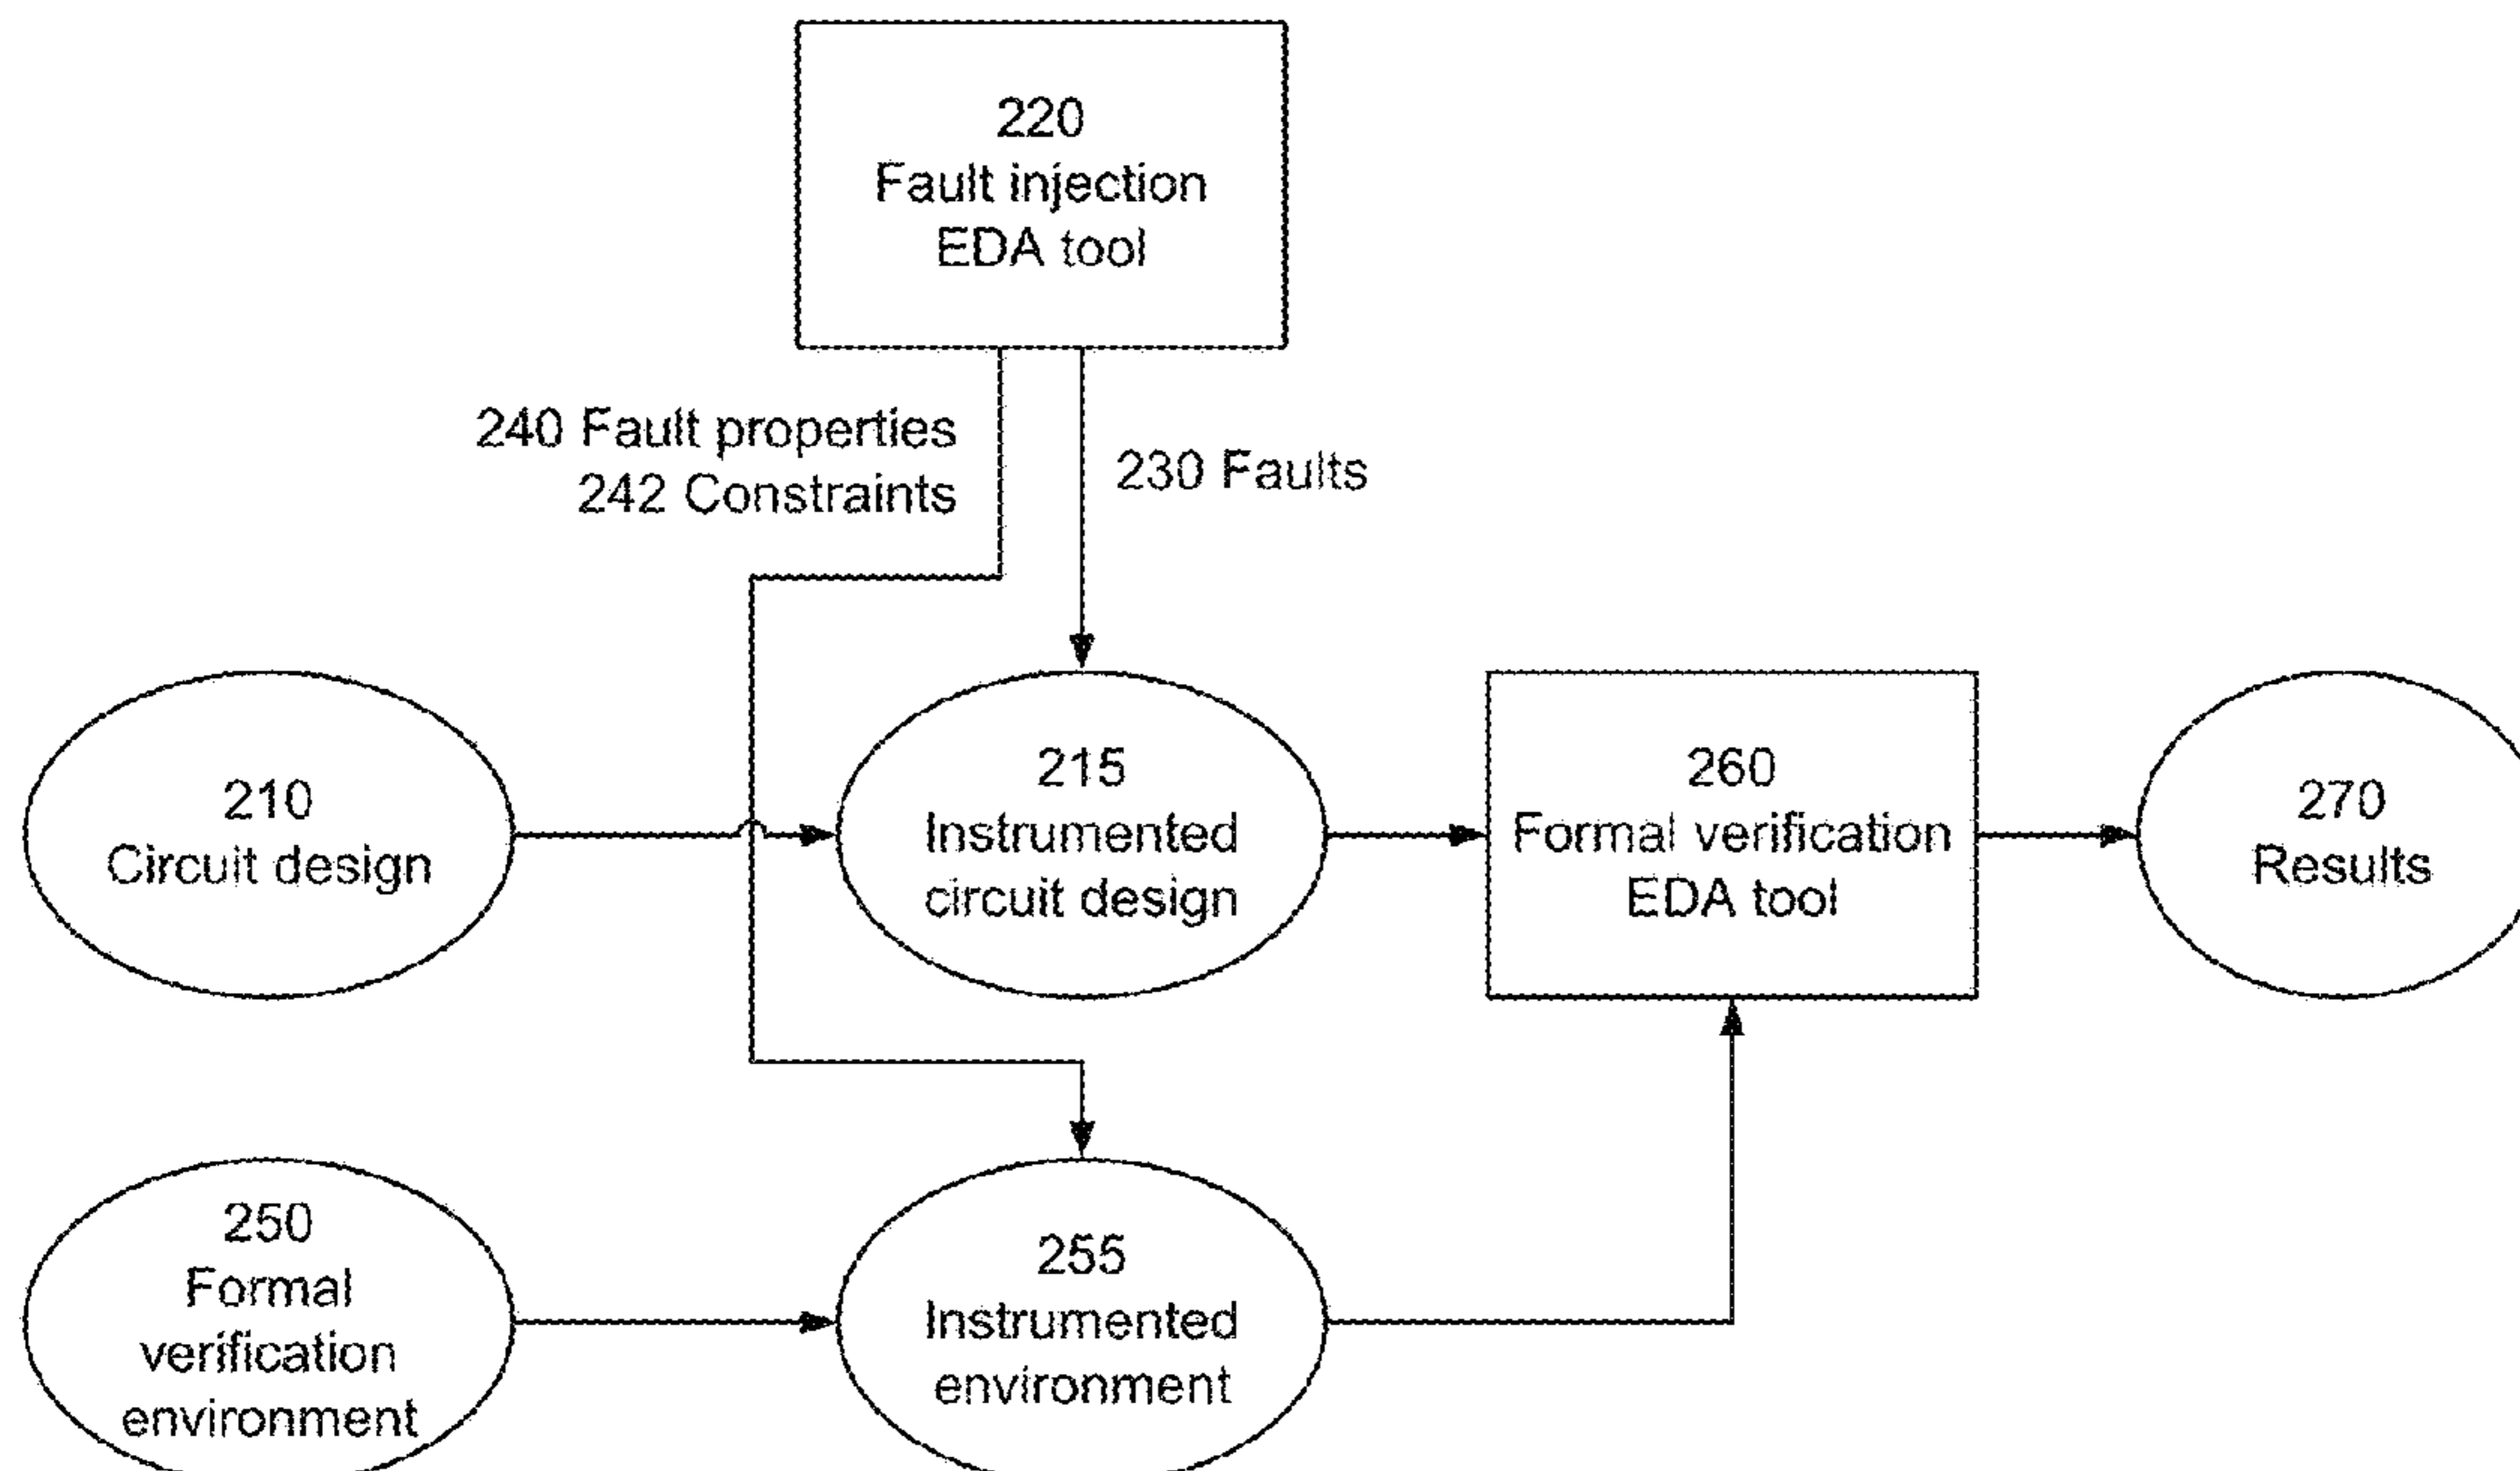 220
Fault injection
EDA tool
240 Fault properties
242 Constraints
230 Faults
210
Circuit design
215
Instrumented
circuit design
260
Formal verification
EDA tool
270
Results
250
Formal
verification
environment
255
Instrumented
environment